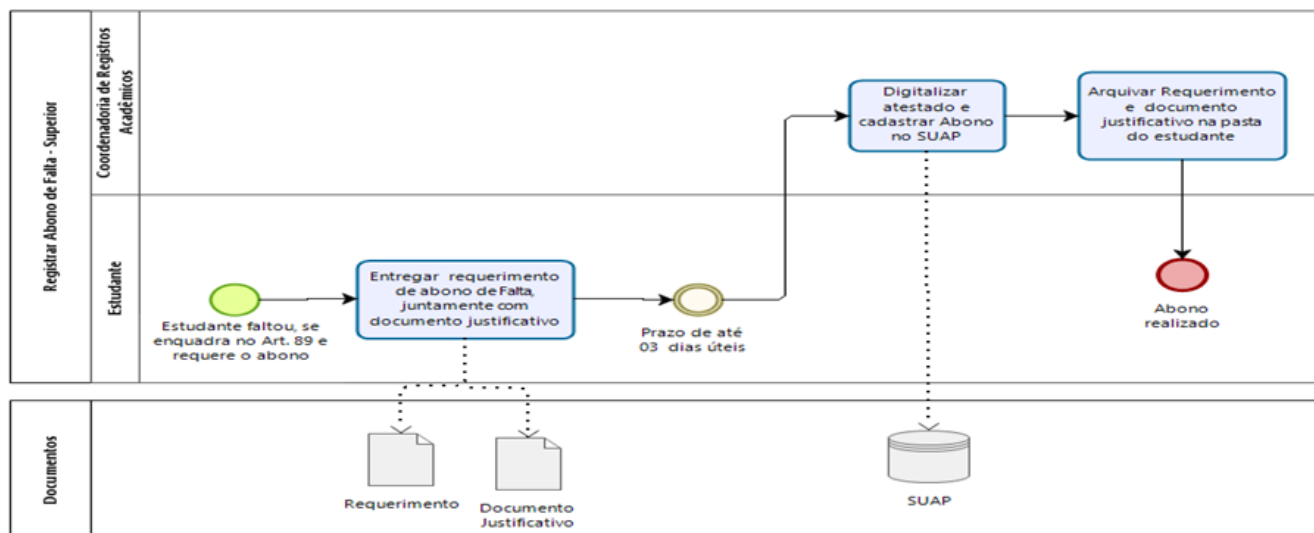 Registrar Abono de Falta - Superior
Coordenadoria de Registros
Acadêmicos
Digitalizar
atestado e
cadastrar Abono
no SUAP
Arquivar Requerimento
e documento
justificativo na pasta
do estudante
Estudante
Estudante faltou, se
enquadra no Art. 89 e
requere o abono
Entregar requerimento
de abono de Falta,
juntamente com
documento justificativo
Prazo de até
03 dias úteis
Abono
realizado
Documentos
Requerimento
Documento
Justificativo
SUAP